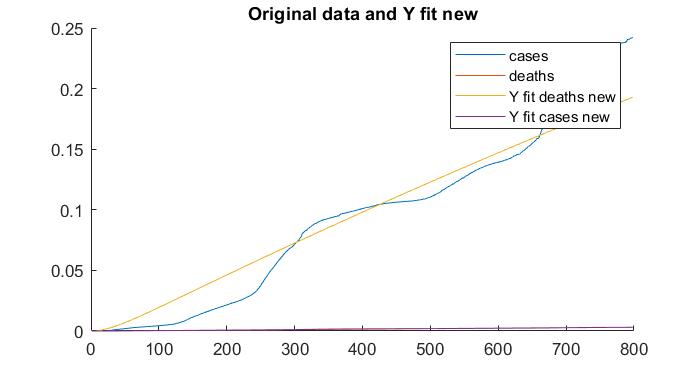 Original data and Y fit new
0.25
0.2
0.15
0.1
0.05
0
cases
deaths
Y fit deaths new
Y fit cases new
0 100 200 300 400 500 600 700 800